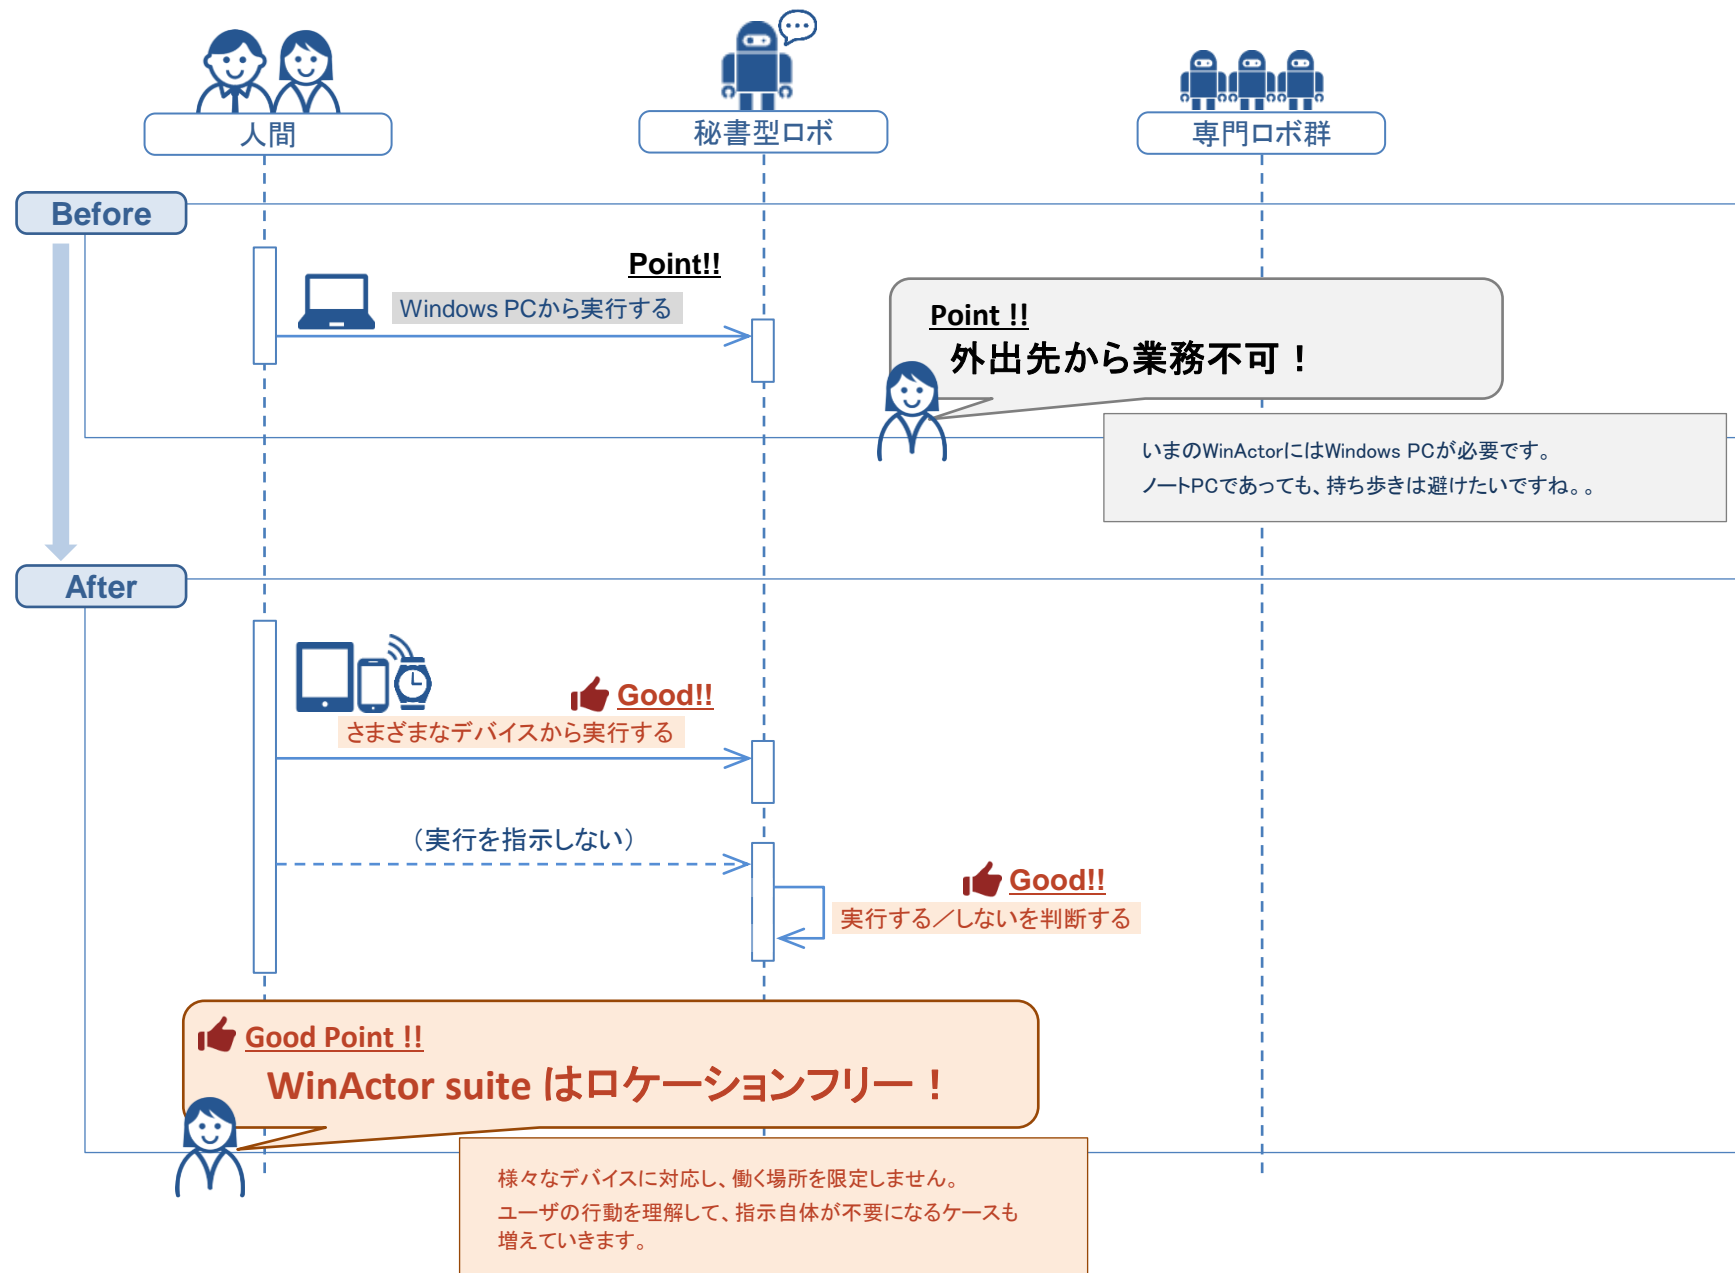 人間
秘書型ロボ
専門ロボ群
Before
Point!!
Windows PCから実行する
Point !!
外出先から業務不可！
いまのWinActorにはWindows PCが必要です。
ノートPCであっても、持ち歩きは避けたいですね。。
After
Good!!
さまざまなデバイスから実行する
（実行を指示しない）
Good!!
実行する／しないを判断する
Good Point !!
WinActor suite はロケーションフリー！
様々なデバイスに対応し、働く場所を限定しません。
ユーザの行動を理解して、指示自体が不要になるケースも
増えていきます。